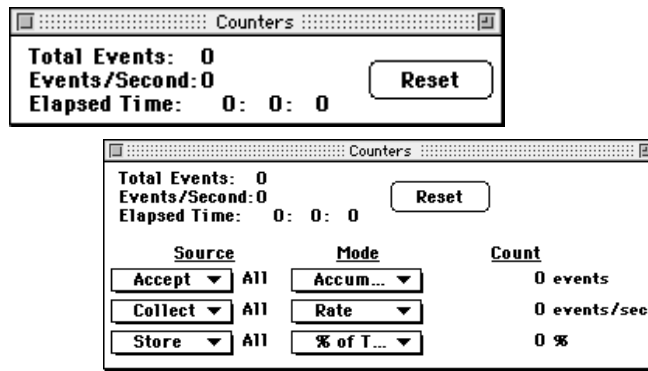 Counters
Total Events: 0
Events/Second:0
Elapsed Time: 0: 0: 0
Reset
Counters
Total Events: 0
Events/Second:0
Elapsed Time: 0: 0: 0
Reset
Source Mode Count
Accept All Accum... 0 events
Collect All Rate 0 events/sec
Store All % of T... 0 %